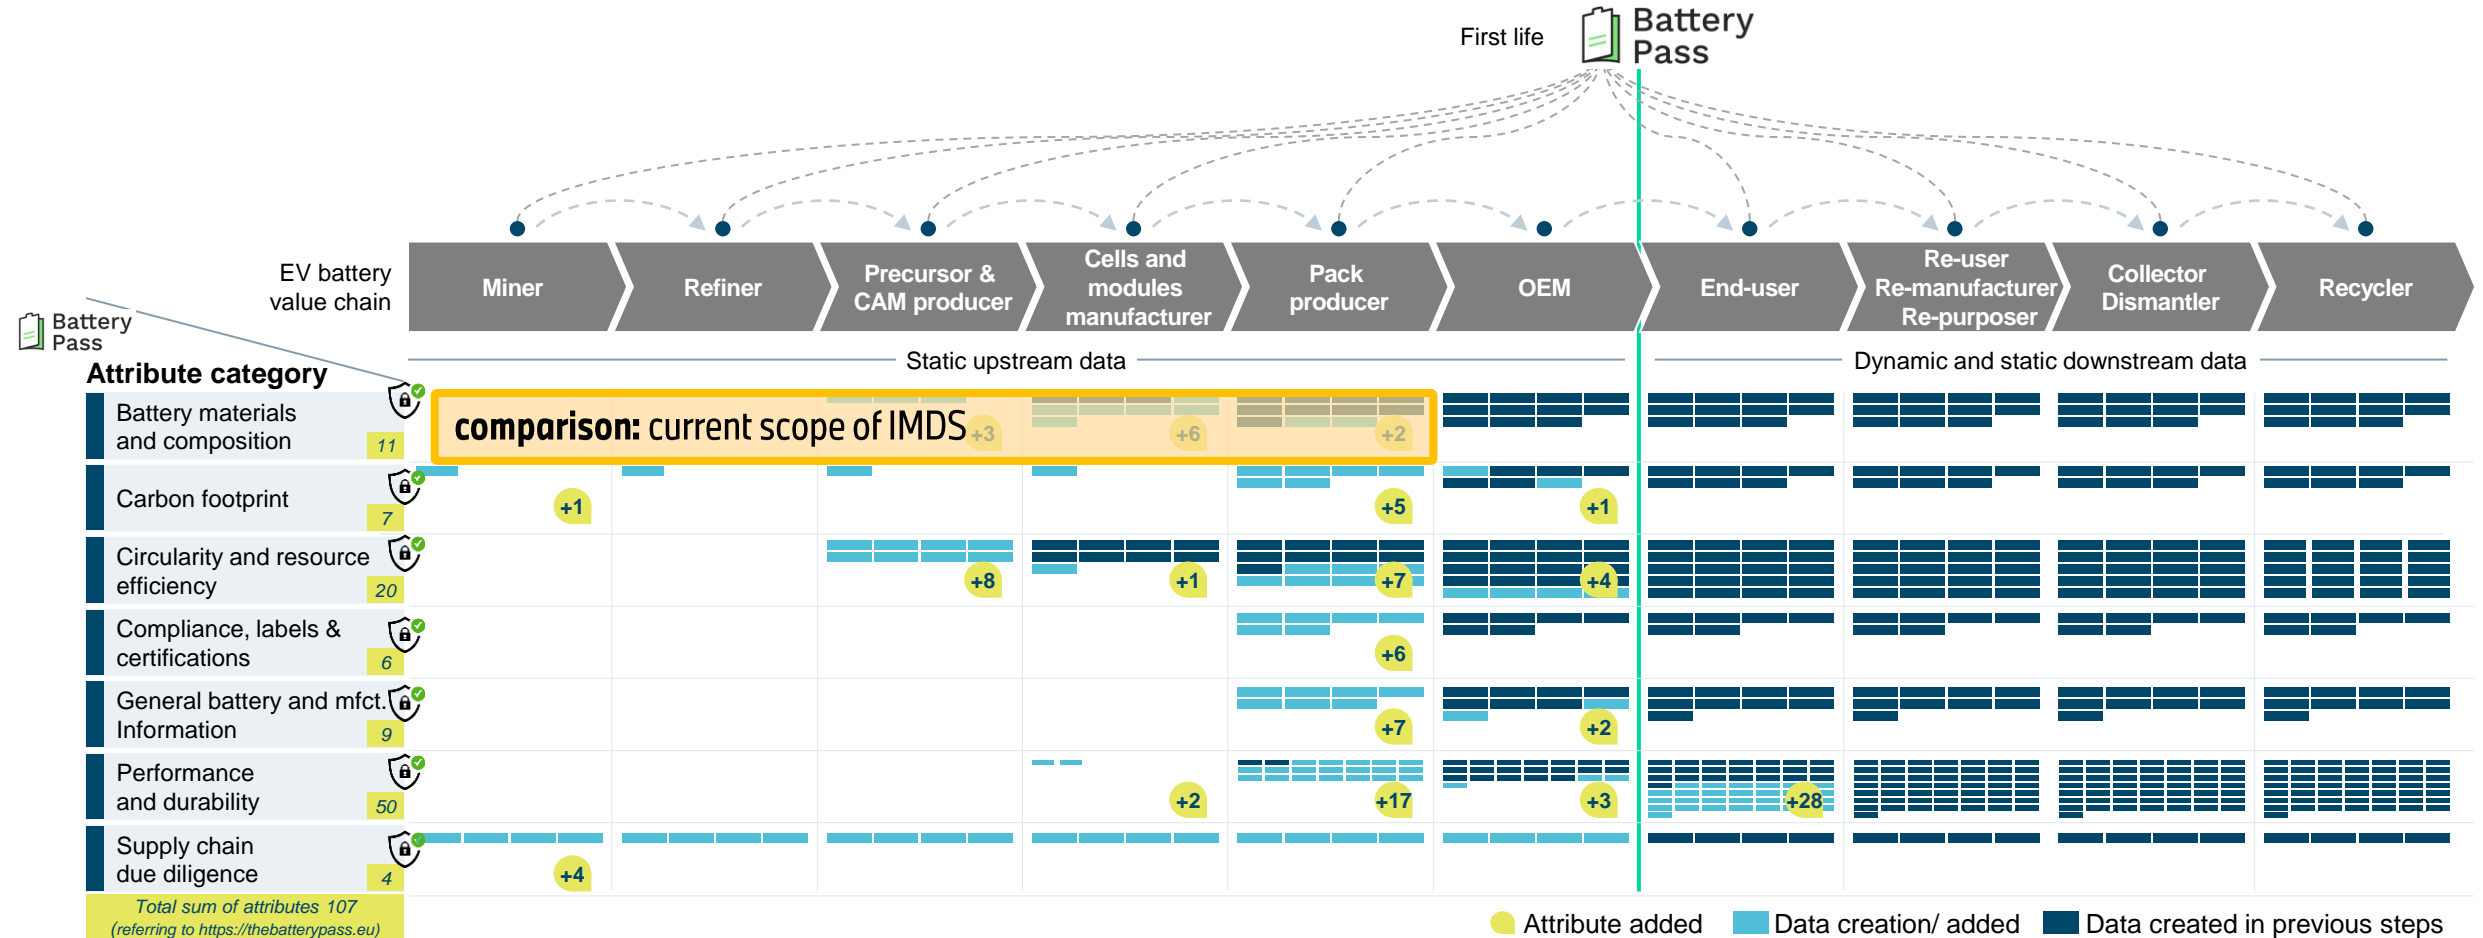 First life
Battery
Pass
EV battery
value chain
Miner
Refiner
Precursor &
CAM producer
Cells and
modules
manufacturer
Pack
producer
OEM
End-user
Re-user
Re-manufacturer
Re-purposer
Collector
Dismantler
Recycler
Battery
Pass
Static upstream data
Dynamic and static downstream data
Attribute category
Battery materials
and composition
11
comparison: current scope of IMDS
+3
+6
+2
Carbon footprint
7
+1
+5
+1
Circularity and resource
efficiency
20
+8
+1
+7
+4
Compliance, labels &
certifications
6
+6
General battery and mfct.
Information
9
+7
+2
Performance
and durability
50
+2
+17
+3
+28
Supply chain
due diligence
4
+4
Total sum of attributes 107
(referring to https://thebatterypass.eu)
Attribute added
Data creation/ added
Data created in previous steps